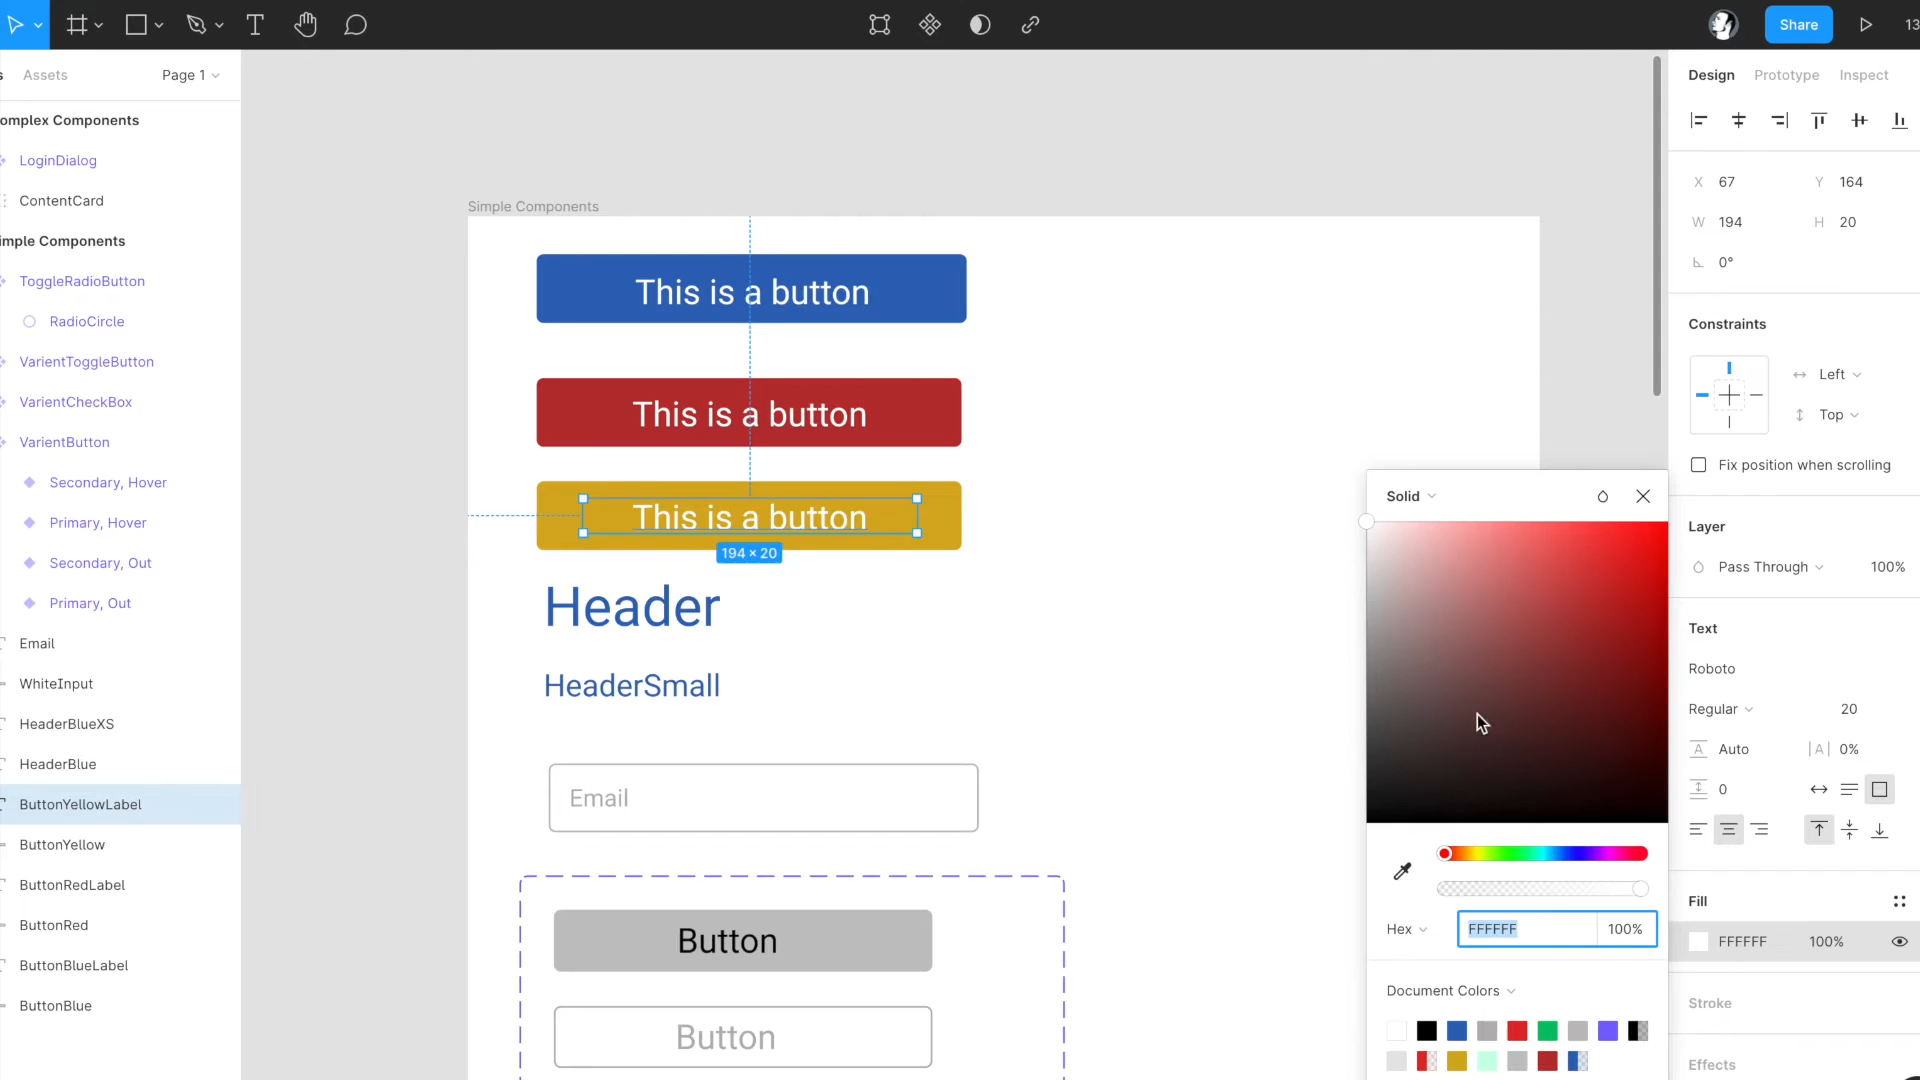 Share
13
s
Assets
Page 1
omplex Components
LoginDialog
ContentCard
imple Components
ToggleRadioButton
RadioCircle
VarientToggleButton
VarientCheckBox
VarientButton
Secondary, Hover
Primary, Hover
Secondary, Out
Primary, Out
Email
WhiteInput
HeaderBlueXS
HeaderBlue
ButtonYellowLabel
ButtonYellow
ButtonRedLabel
ButtonRed
ButtonBlueLabel
ButtonBlue
Simple Components
This is a button
This is a button
This is a button
194 × 20
Header
HeaderSmall
Email
Button
Button
Solid
Hex
FFFFFF
100%
Document Colors
Design
Prototype
Inspect
X 67
Y 164
W 194
H 20
0°
Constraints
Left
Top
Fix position when scrolling
Layer
Pass Through
100%
Text
Roboto
Regular
20
A Auto
|A| 0%
0
Fill
FFFFFF
100%
Stroke
Effects